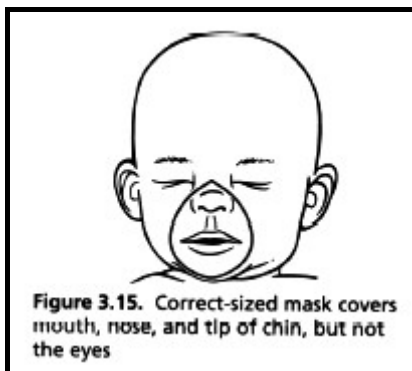 Figure 3.15. Correct-sized mask covers
mouth, nose, and tip of chin, but not
the eyes